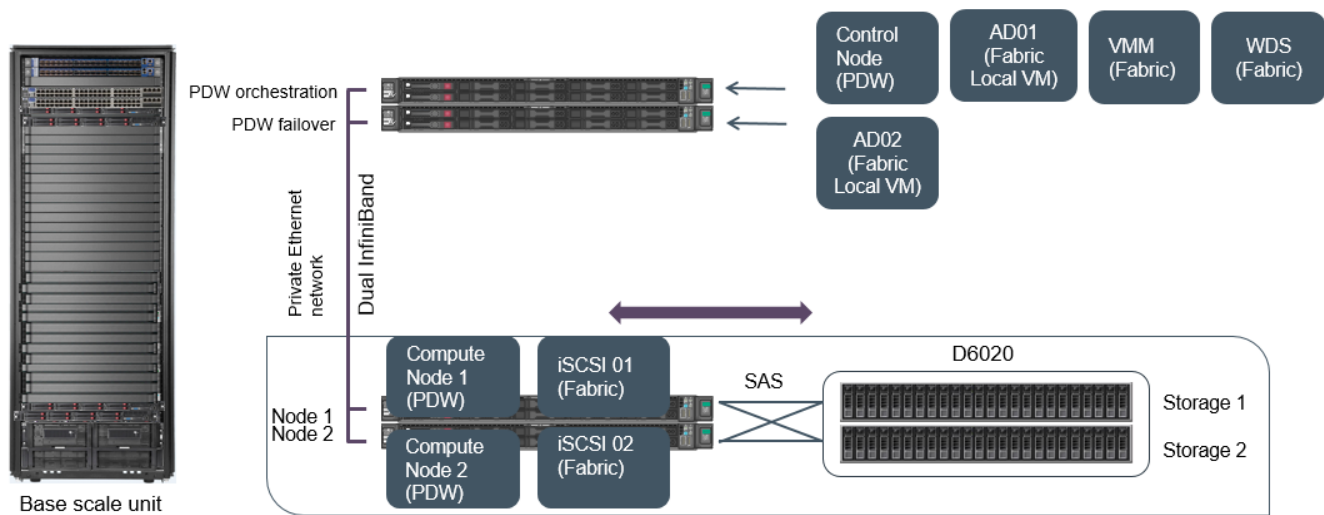 Control
Node
(PDW)
AD01
(Fabric
Local VM)
VMM
(Fabric)
WDS
(Fabric)
PDW orchestration
PDW failover
AD02
(Fabric
Local VM)
Private Ethernet
network
Dual InfiniBand
Compute
Node 1
(PDW)
iSCSI 01
(Fabric)
SAS
D6020
Storage 1
Node 1
Node 2
Compute
Node 2
(PDW)
iSCSI 02
(Fabric)
Storage 2
Base scale unit